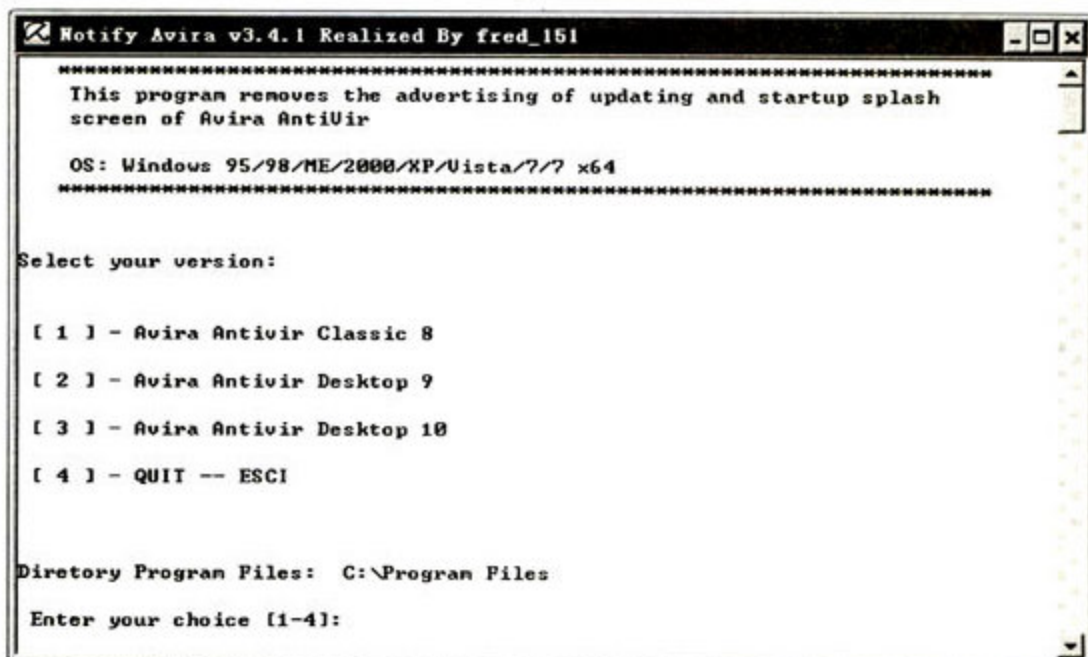 Notify Avira v3.4.1 Realized By fred_151
************************************************************************
This program removes the advertising of updating and startup splash
screen of Avira AntiVir
OS: Windows 95/98/ME/2000/XP/Vista/7/7 x64
************************************************************************
Select your version:
[ 1 ] - Avira Antivir Classic 8
[ 2 ] - Avira Antivir Desktop 9
[ 3 ] - Avira Antivir Desktop 10
[ 4 ] - QUIT -- ESCI
Diretory Program Files:  C:\Program Files
Enter your choice [1-4]: